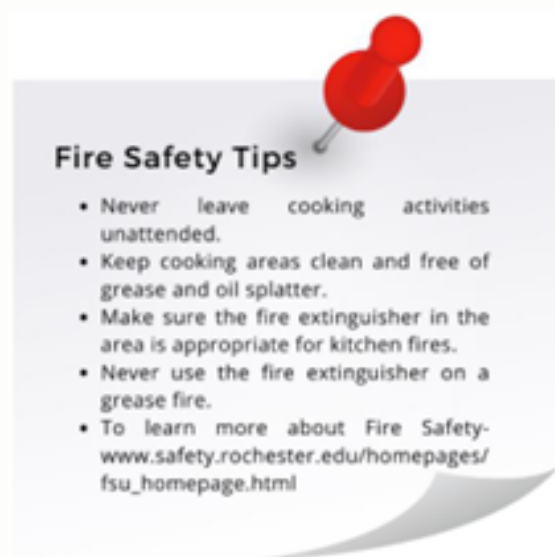 Fire Safety Tips
• Never leave cooking activities
unattended.
• Keep cooking areas clean and free of
grease and oil splatter.
• Make sure the fire extinguisher in the
area is appropriate for kitchen fires.
• Never use the fire extinguisher on a
grease fire.
• To learn more about Fire Safety-
www.safety.rochester.edu/homepages/
fsu_homepage.html